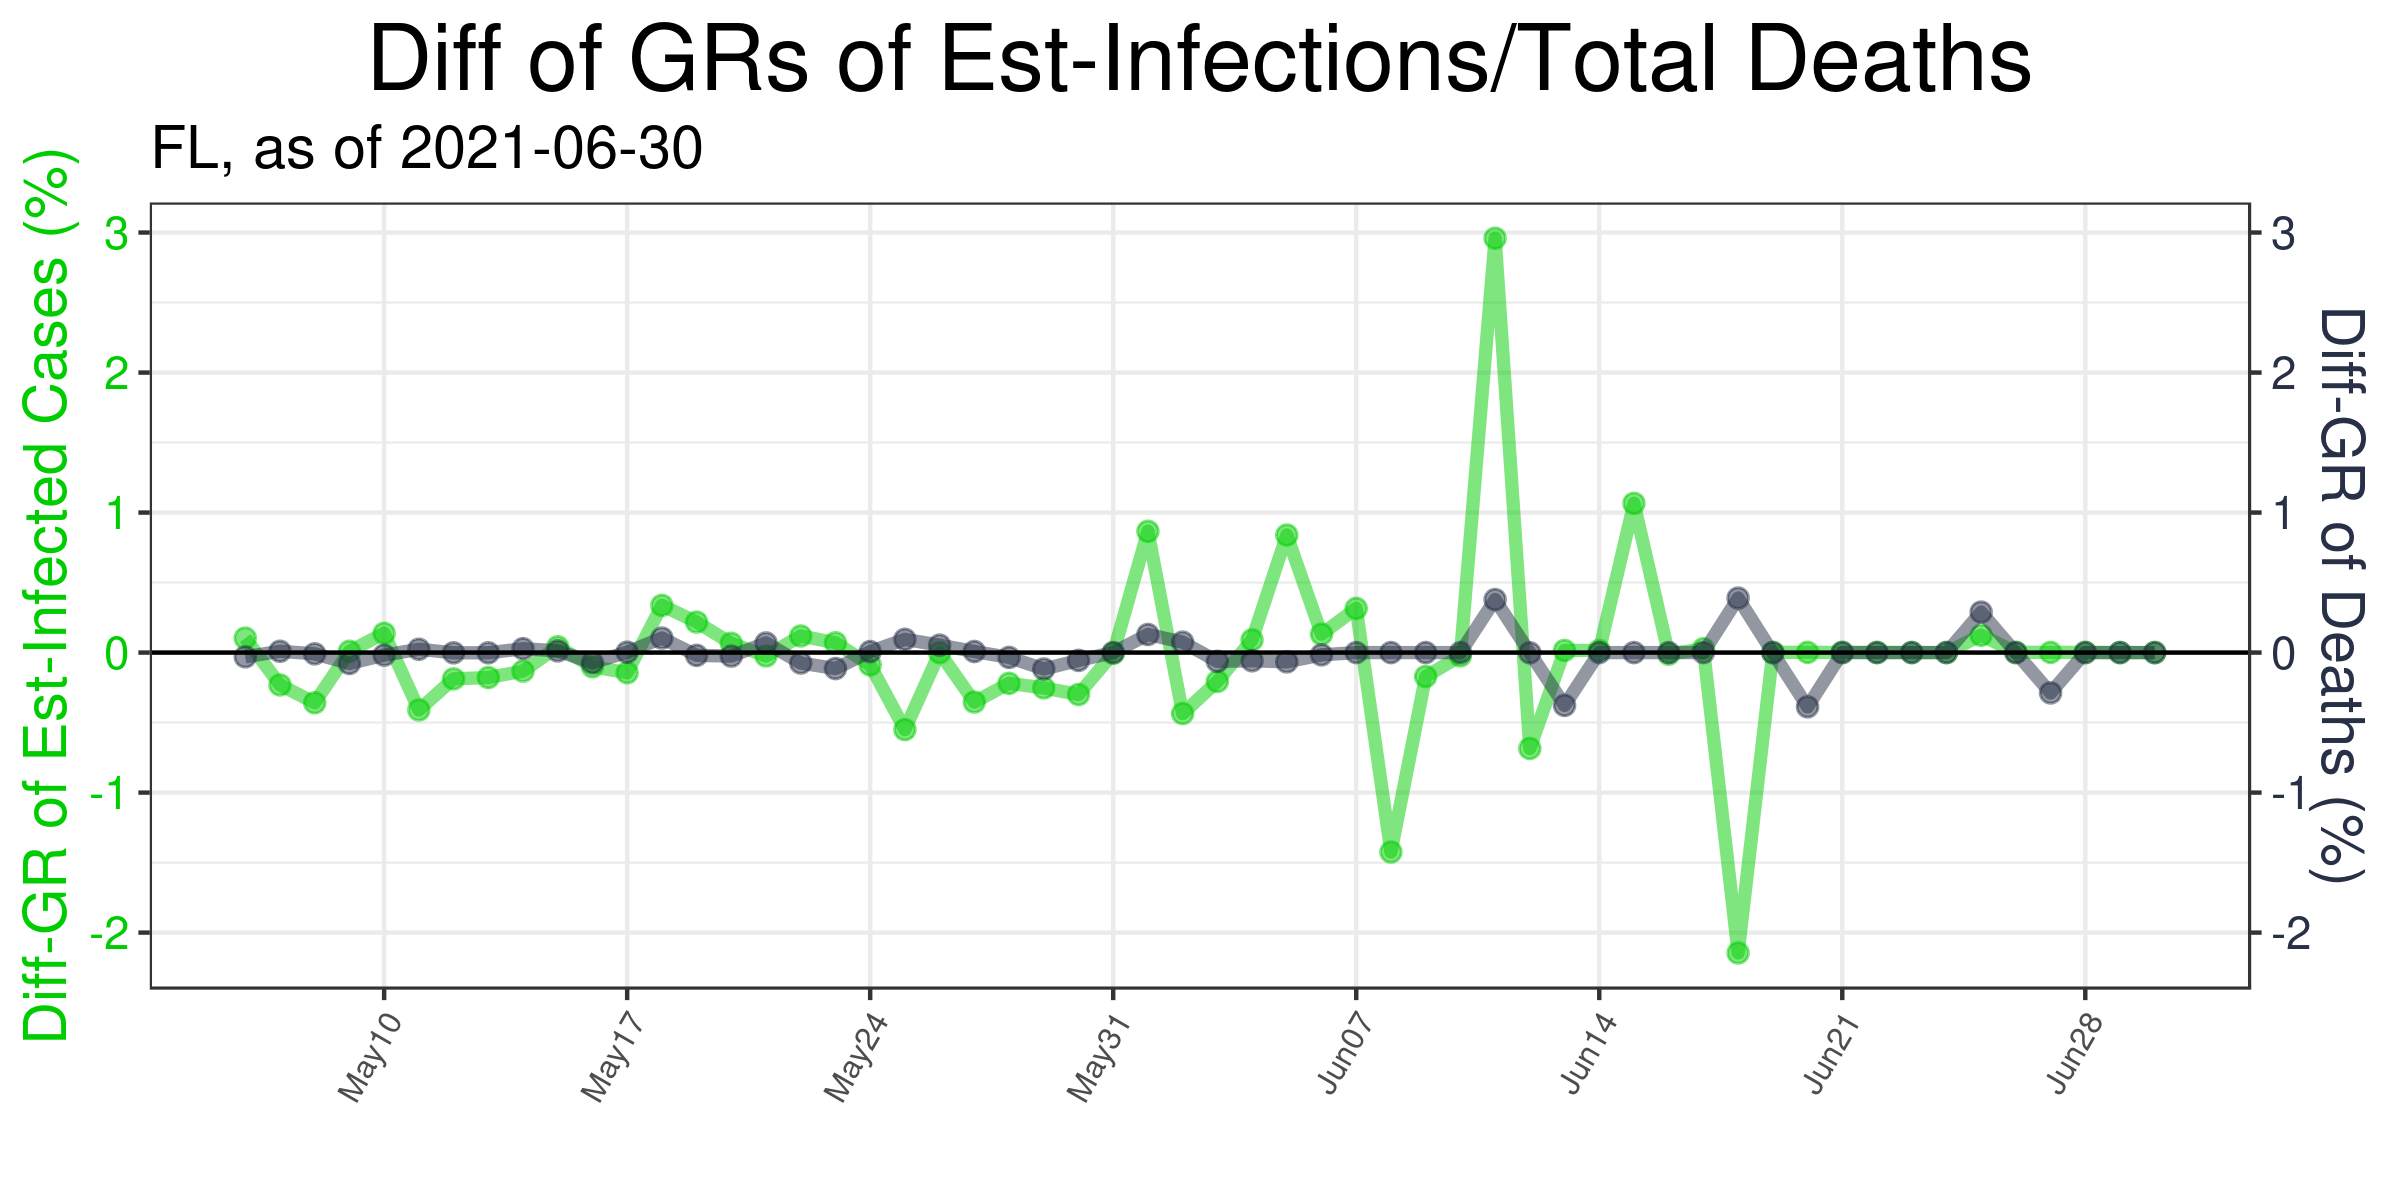 Diff of GRs of Est-Infections/Total Deaths
FL, as of 2021-06-30
Diff-GR of Est-Infected Cases (%)
3
2
1
0
-1
-2
3
2
1
0
-1
-2
Diff-GR of Deaths (%)
May10
May17
May24
May31
Jun07
Jun14
Jun21
Jun28